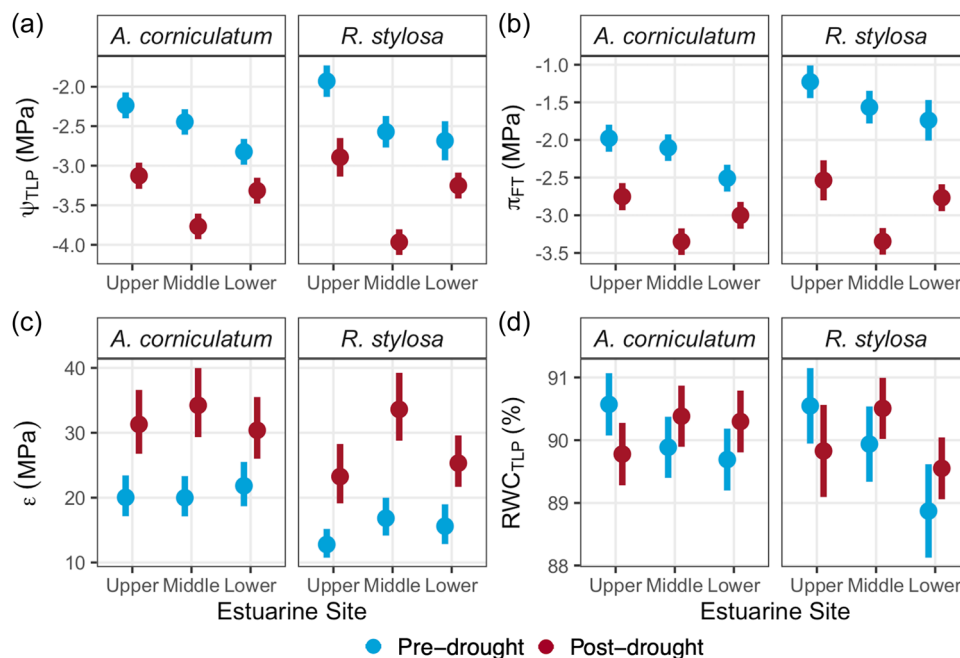 (a)
A. corniculatum
R. stylosa
ΨTLP (MPa)
-2.0
-2.5
-3.0
-3.5
-4.0
Upper Middle Lower
Upper Middle Lower
(b)
A. corniculatum
R. stylosa
πFT (MPa)
-1.0
-1.5
-2.0
-2.5
-3.0
-3.5
Upper Middle Lower
Upper Middle Lower
(c)
A. corniculatum
R. stylosa
ε (MPa)
40
30
20
10
Upper Middle Lower
Upper Middle Lower
Estuarine Site
(d)
A. corniculatum
R. stylosa
RWCTLP (%)
91
90
89
88
Upper Middle Lower
Upper Middle Lower
Estuarine Site
Pre−drought
Post−drought